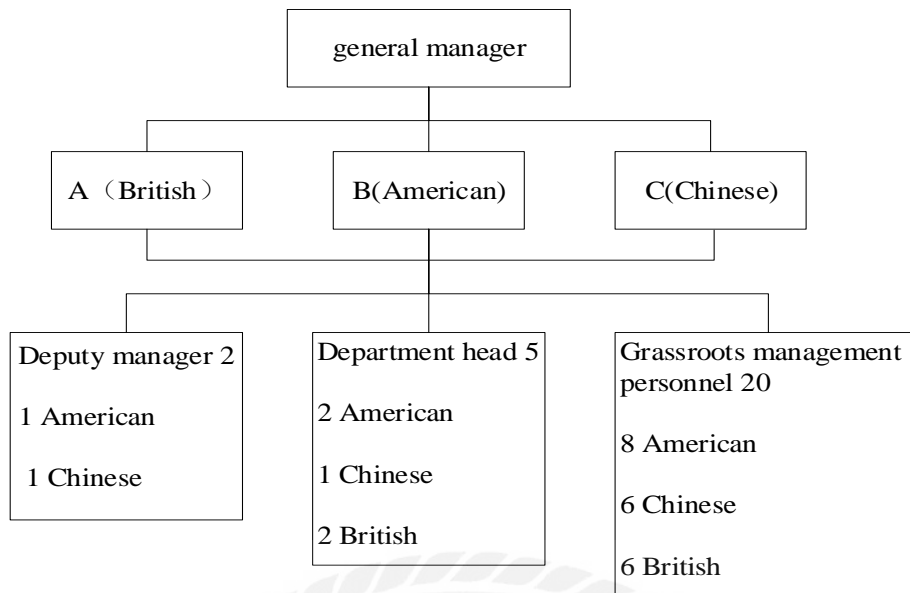 general manager
A （British）
B(American)
C(Chinese)
Deputy manager 2
1 American
1 Chinese
Department head 5
2 American
1 Chinese
2 British
Grassroots management
personnel 20
8 American
6 Chinese
6 British